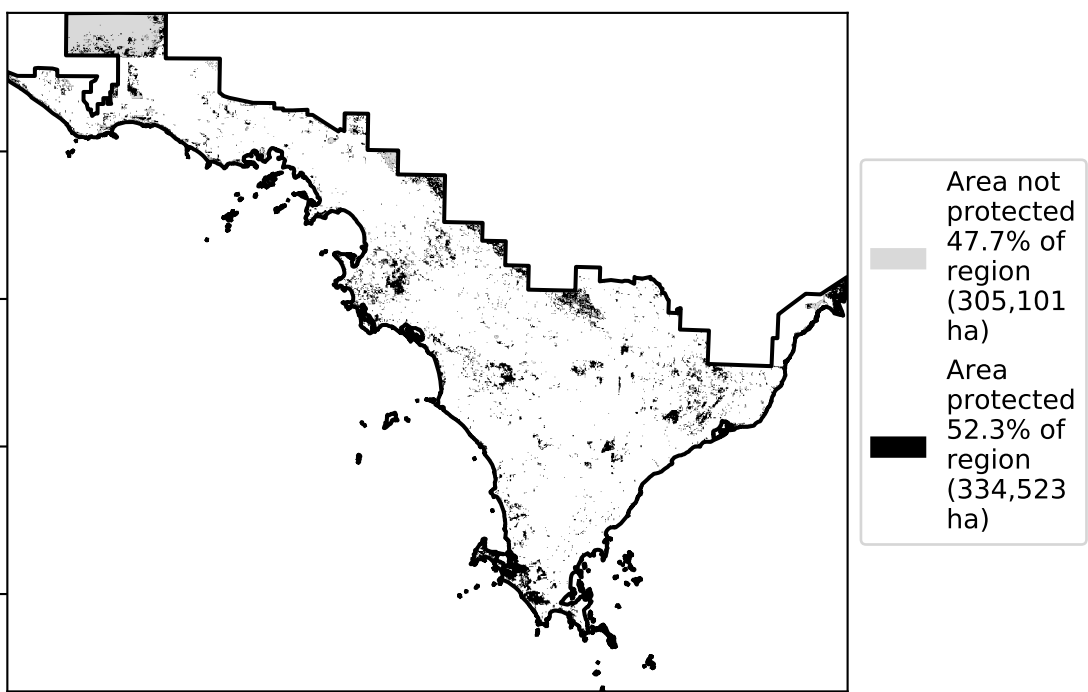 Area not
protected
47.7% of
region
(305,101
ha)
Area
protected
52.3% of
region
(334,523
ha)